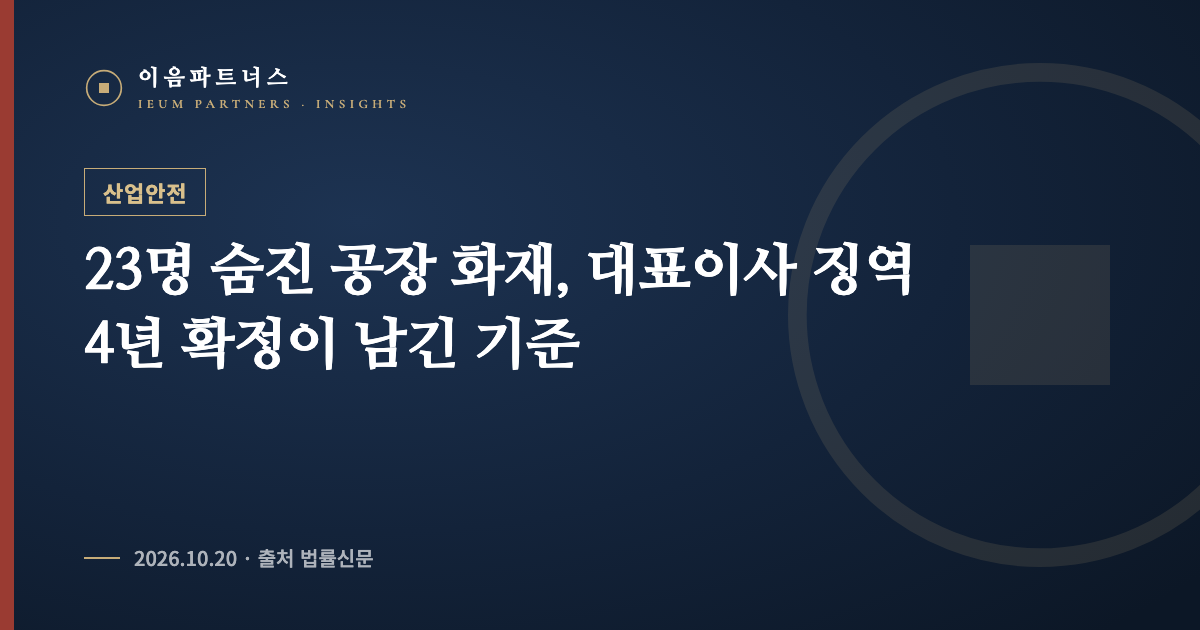 이음파트너스
IEUM PARTNERS · INSIGHTS
산업안전
23명 숨진 공장 화재, 대표이사 징역
4년 확정이 남긴 기준
2026.10.20 · 출처 법률신문